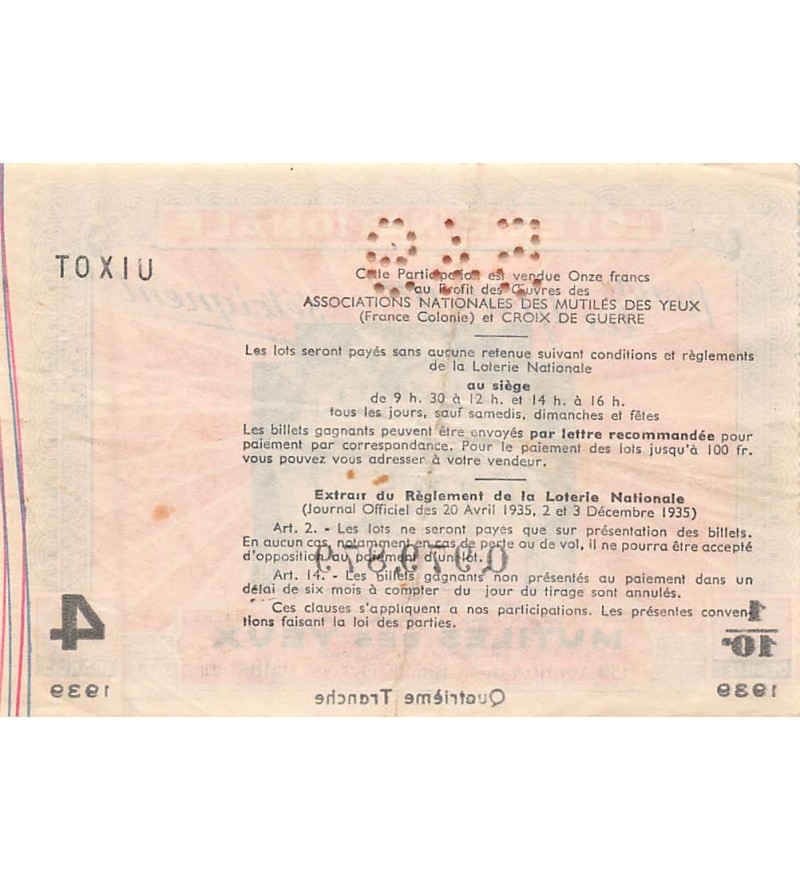 LOTERIE NATIONALE
TOXIU
Cette Participation est vendue Onze francs
au Profit des Œuvres des
ASSOCIATIONS NATIONALES DES MUTILÉS DES YEUX
(France Colonie) et CROIX DE GUERRE
Les lots seront payés sans aucune retenue suivant conditions et règlements
de la Loterie Nationale
au siège
de 9 h. 30 à 12 h. et 14 h. à 16 h.
tous les jours, sauf samedis, dimanches et fêtes
Les billets gagnants peuvent être envoyés par lettre recommandée pour
paiement par correspondance. Pour le paiement des lots jusqu'à 100 fr.
vous pouvez vous adresser à votre vendeur.
Extrait du Règlement de la Loterie Nationale
(Journal Officiel des 20 Avril 1935, 2 et 3 Décembre 1935)
Art. 2. - Les lots ne seront payés que sur présentation des billets.
En aucun cas, notamment en cas de perte ou de vol, il ne pourra être accepté
d'opposition au paiement d'un lot.
Art. 14. - Les billets gagnants non présentés au paiement dans un
délai de six mois à compter du jour du tirage sont annulés.
Ces clauses s'appliquent a nos participations. Les présentes conven-
tions faisant la loi des parties.
4
1/10e
MUTILÉS DES YEUX
1939
Quatrième Tranche
1939